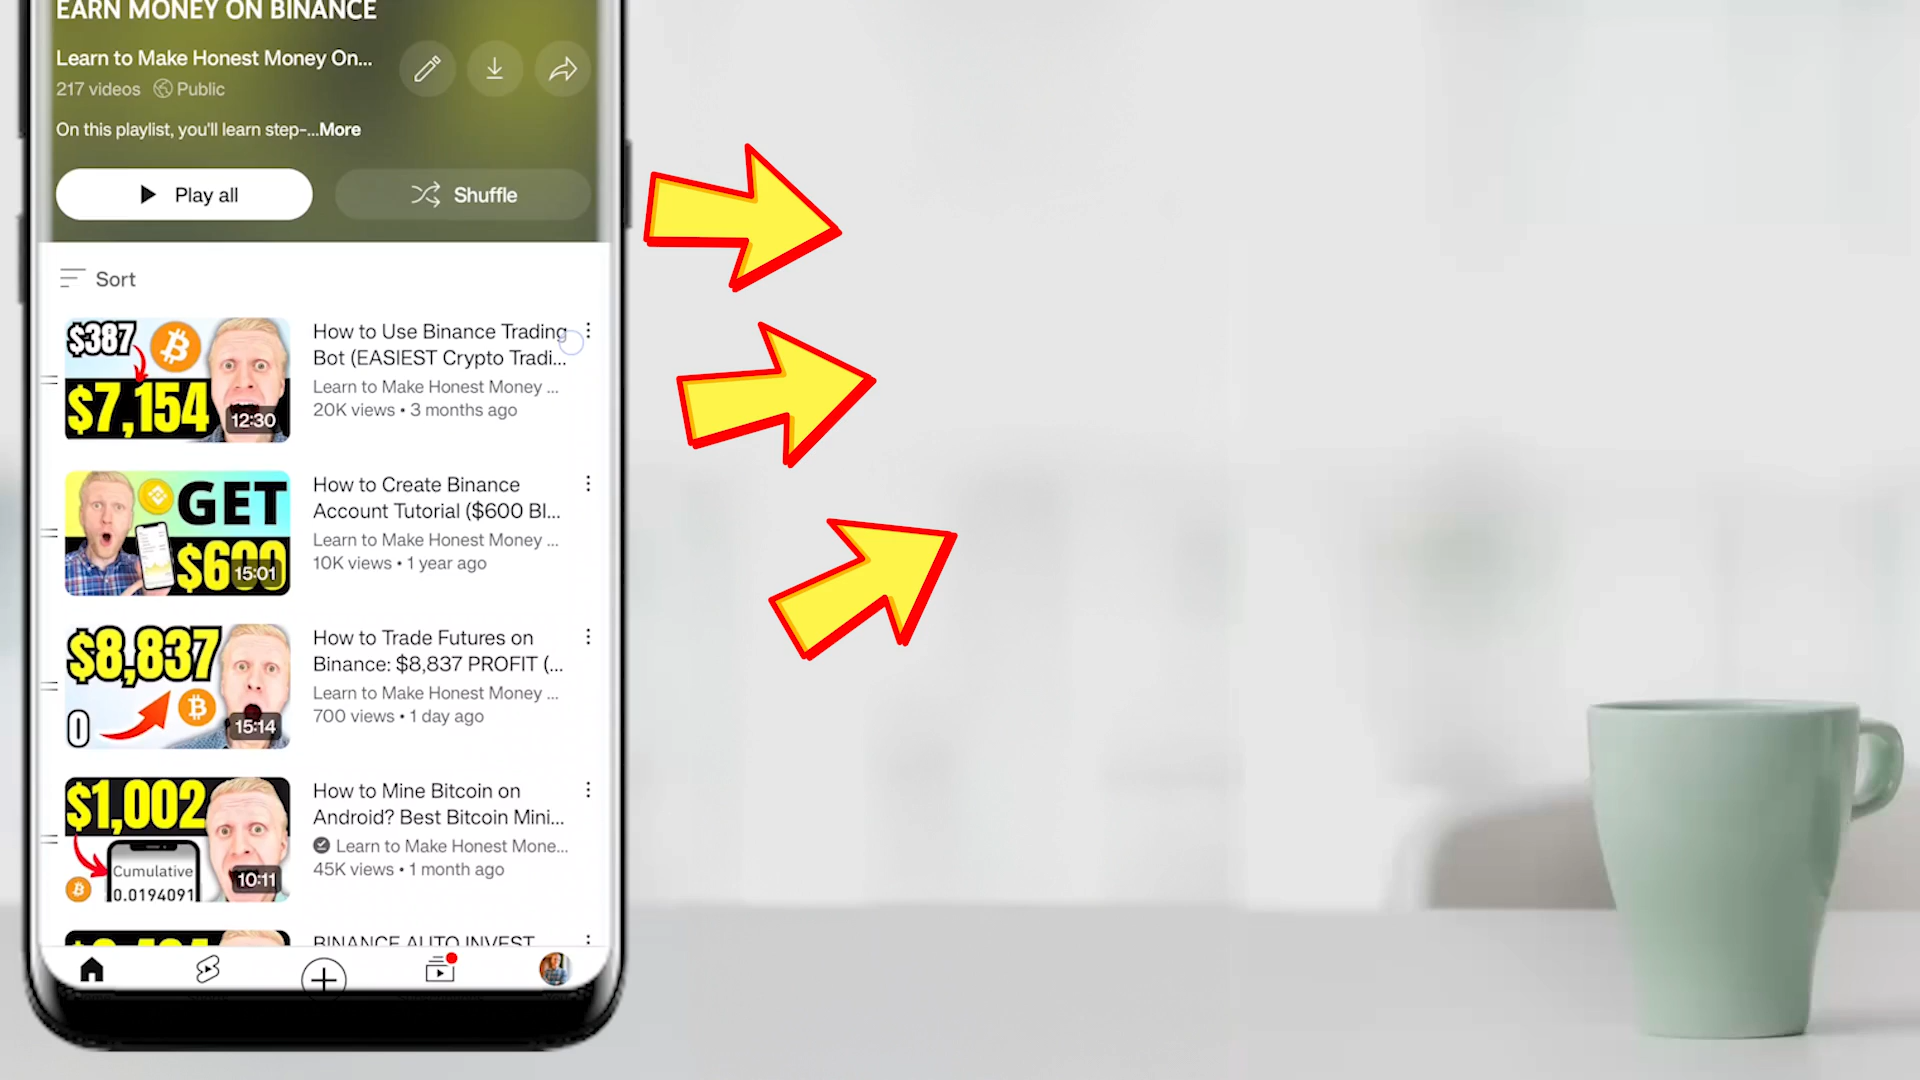 EARN MONEY ON BINANCE
Learn to Make Honest Money On...
217 videos Public
On this playlist, you'll learn step-...More
Play all
Shuffle
Sort
$387
$7,154
12:30
How to Use Binance Trading
Bot (EASIEST Crypto Tradi...
Learn to Make Honest Money ...
20K views • 3 months ago
GET
$600
15:01
How to Create Binance
Account Tutorial ($600 BI...
Learn to Make Honest Money ...
10K views • 1 year ago
$8,837
0
15:14
How to Trade Futures on
Binance: $8,837 PROFIT (...
Learn to Make Honest Money ...
700 views • 1 day ago
$1,002
Cumulative
0.0194091
10:11
How to Mine Bitcoin on
Android? Best Bitcoin Mini...
Learn to Make Honest Mone...
45K views • 1 month ago
BINANCE AUTO INVEST